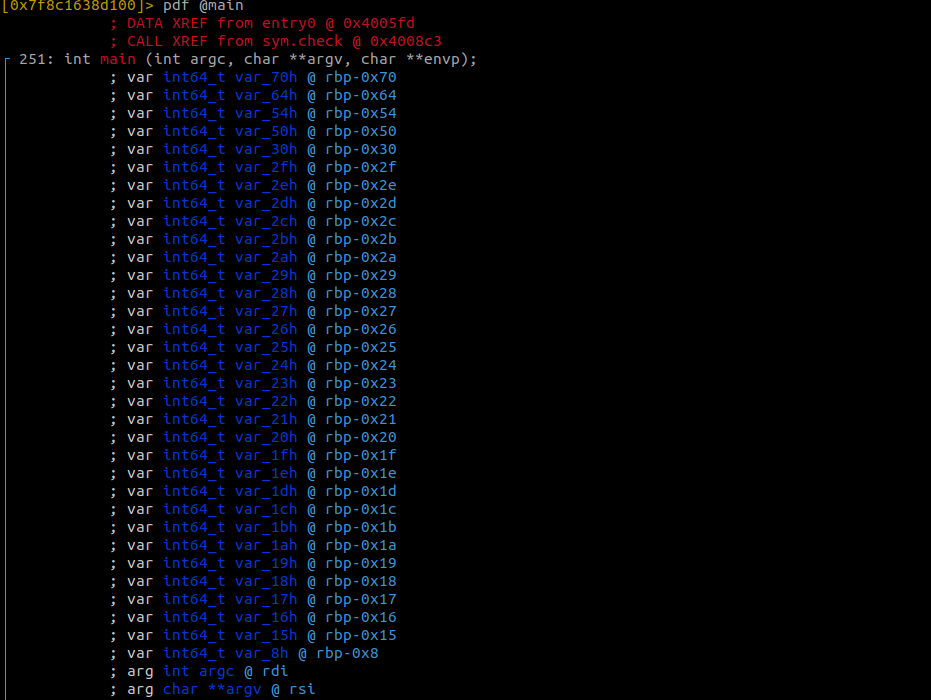 [0x7f8c1638d100]> pdf @main
; DATA XREF from entry0 @ 0x4005fd
; CALL XREF from sym.check @ 0x4008c3
251: int main (int argc, char **argv, char **envp);
; var int64_t var_70h @ rbp-0x70
; var int64_t var_64h @ rbp-0x64
; var int64_t var_54h @ rbp-0x54
; var int64_t var_50h @ rbp-0x50
; var int64_t var_30h @ rbp-0x30
; var int64_t var_2fh @ rbp-0x2f
; var int64_t var_2eh @ rbp-0x2e
; var int64_t var_2dh @ rbp-0x2d
; var int64_t var_2ch @ rbp-0x2c
; var int64_t var_2bh @ rbp-0x2b
; var int64_t var_2ah @ rbp-0x2a
; var int64_t var_29h @ rbp-0x29
; var int64_t var_28h @ rbp-0x28
; var int64_t var_27h @ rbp-0x27
; var int64_t var_26h @ rbp-0x26
; var int64_t var_25h @ rbp-0x25
; var int64_t var_24h @ rbp-0x24
; var int64_t var_23h @ rbp-0x23
; var int64_t var_22h @ rbp-0x22
; var int64_t var_21h @ rbp-0x21
; var int64_t var_20h @ rbp-0x20
; var int64_t var_1fh @ rbp-0x1f
; var int64_t var_1eh @ rbp-0x1e
; var int64_t var_1dh @ rbp-0x1d
; var int64_t var_1ch @ rbp-0x1c
; var int64_t var_1bh @ rbp-0x1b
; var int64_t var_1ah @ rbp-0x1a
; var int64_t var_19h @ rbp-0x19
; var int64_t var_18h @ rbp-0x18
; var int64_t var_17h @ rbp-0x17
; var int64_t var_16h @ rbp-0x16
; var int64_t var_15h @ rbp-0x15
; var int64_t var_8h @ rbp-0x8
; arg int argc @ rdi
; arg char **argv @ rsi